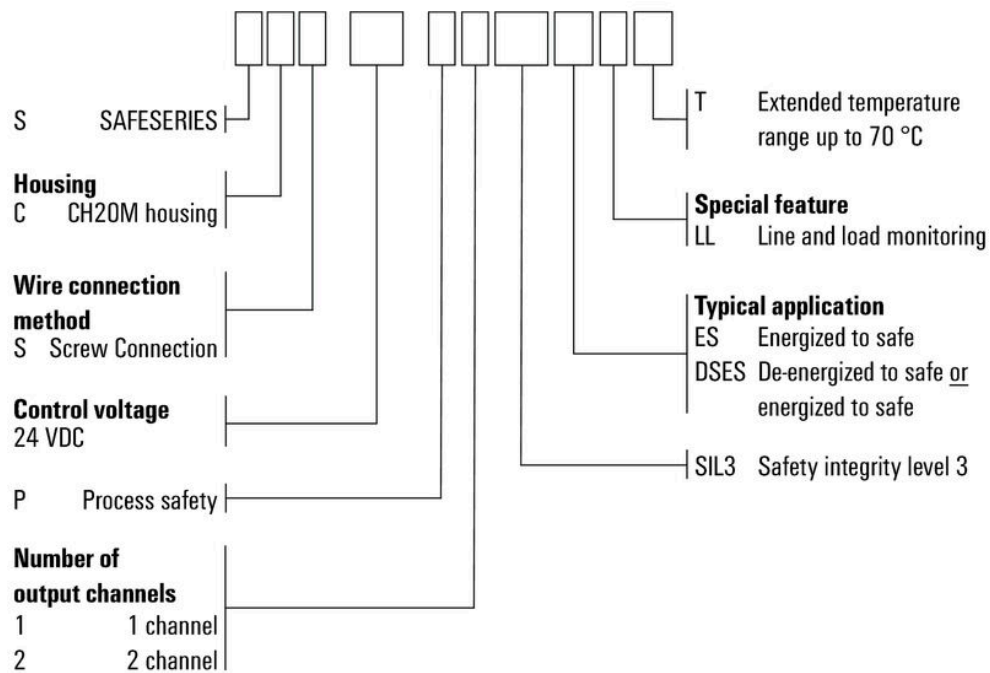 S SAFESERIES
Housing
C CH20M housing
Wire connection
method
S Screw Connection
Control voltage
24 VDC
P Process safety
Number of
output channels
1 1 channel
2 2 channel
T Extended temperature
range up to 70 °C
Special feature
LL Line and load monitoring
Typical application
ES Energized to safe
DSES De-energized to safe or
energized to safe
SIL3 Safety integrity level 3